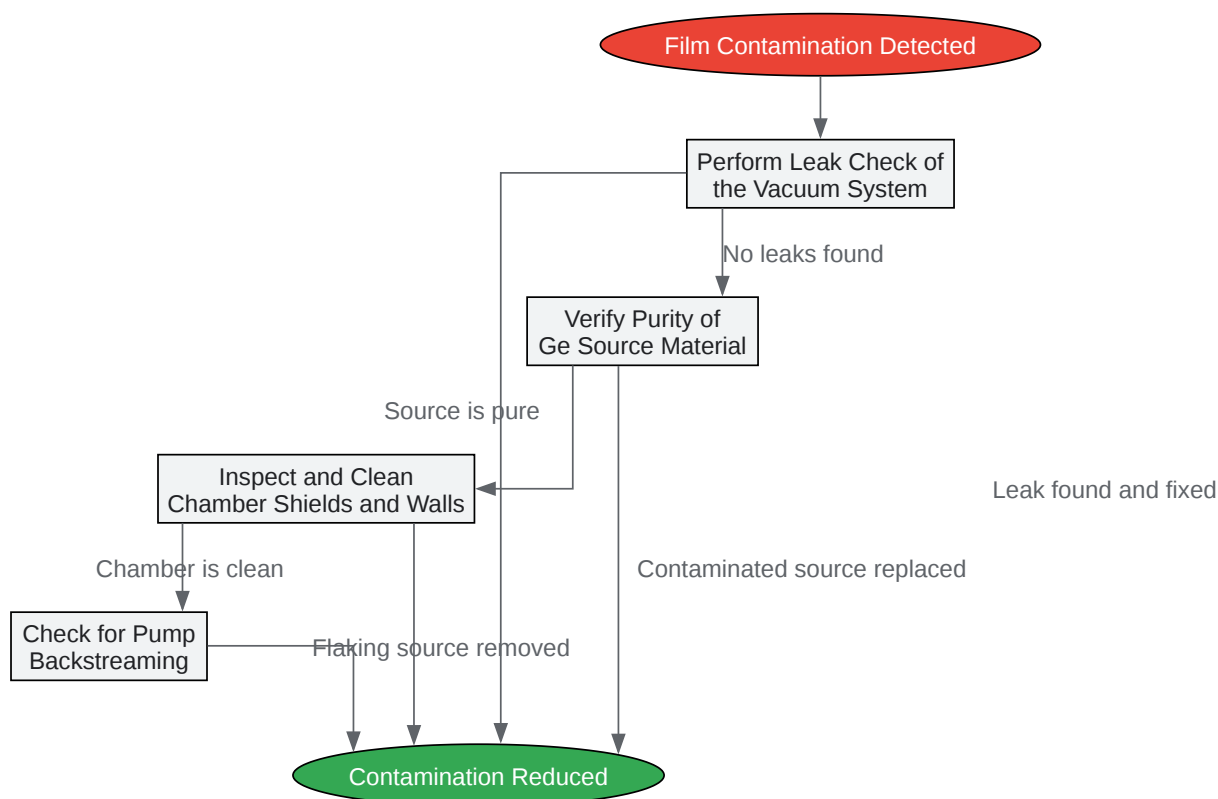 Film Contamination Detected
Perform Leak Check of
the Vacuum System
No leaks found
Verify Purity of
Ge Source Material
Source is pure
Inspect and Clean
Chamber Shields and Walls
Leak found and fixed
Chamber is clean
Contaminated source replaced
Check for Pump
Backstreaming
Flaking source removed
Contamination Reduced